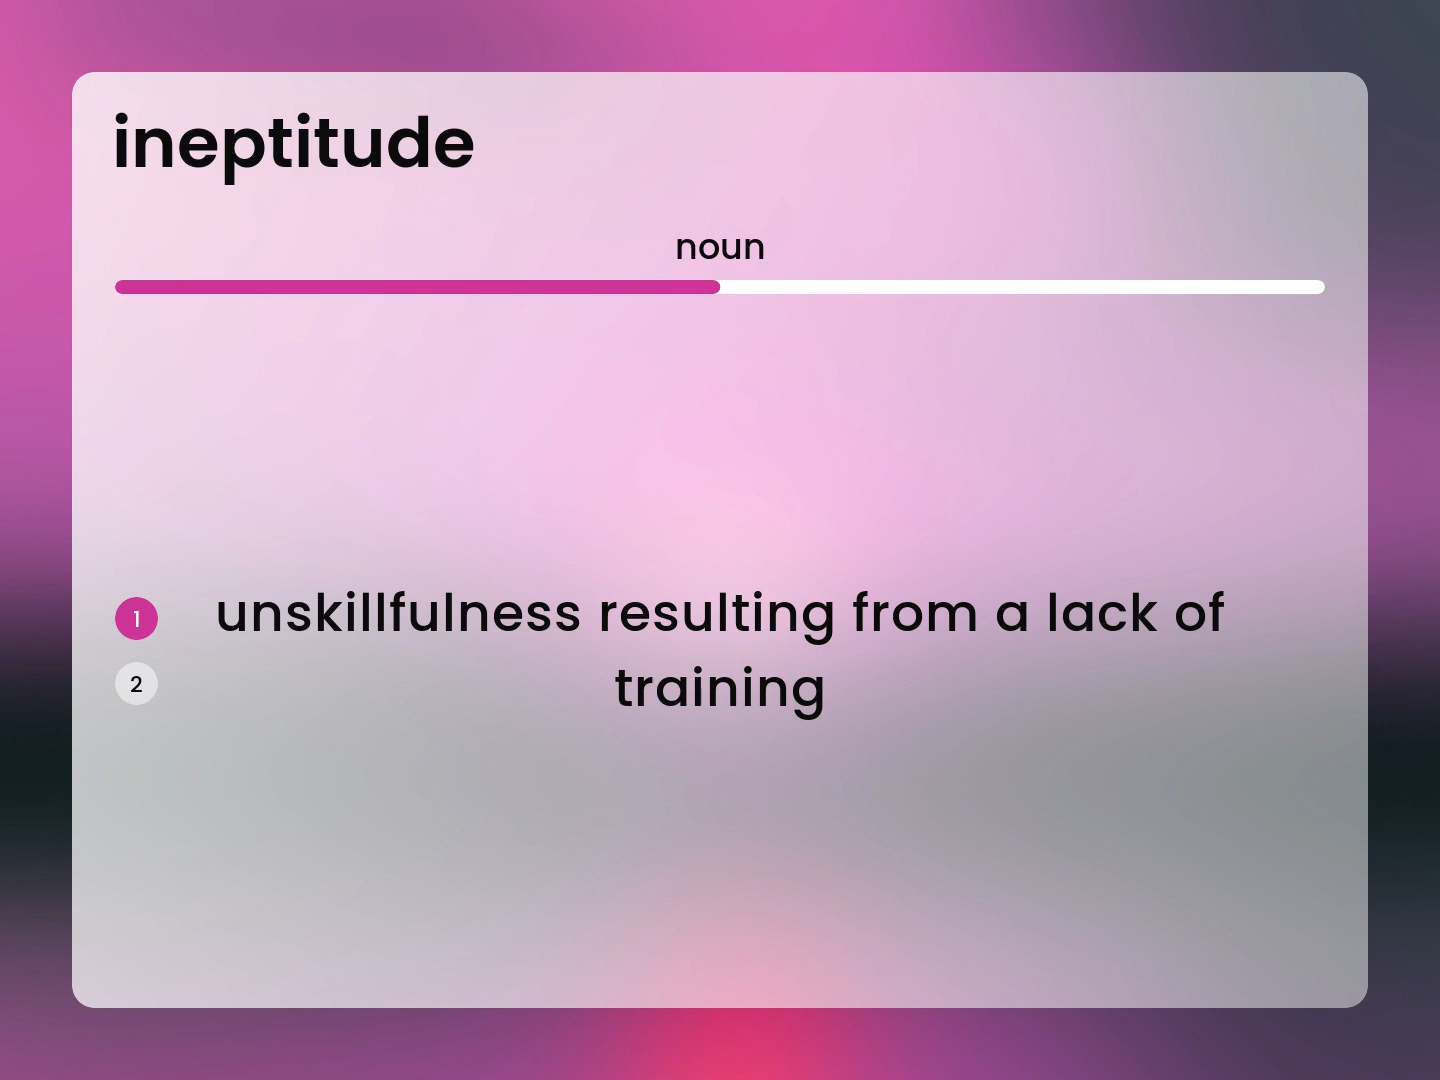 ineptitude
noun
1
unskillfulness resulting from a lack of
2
training